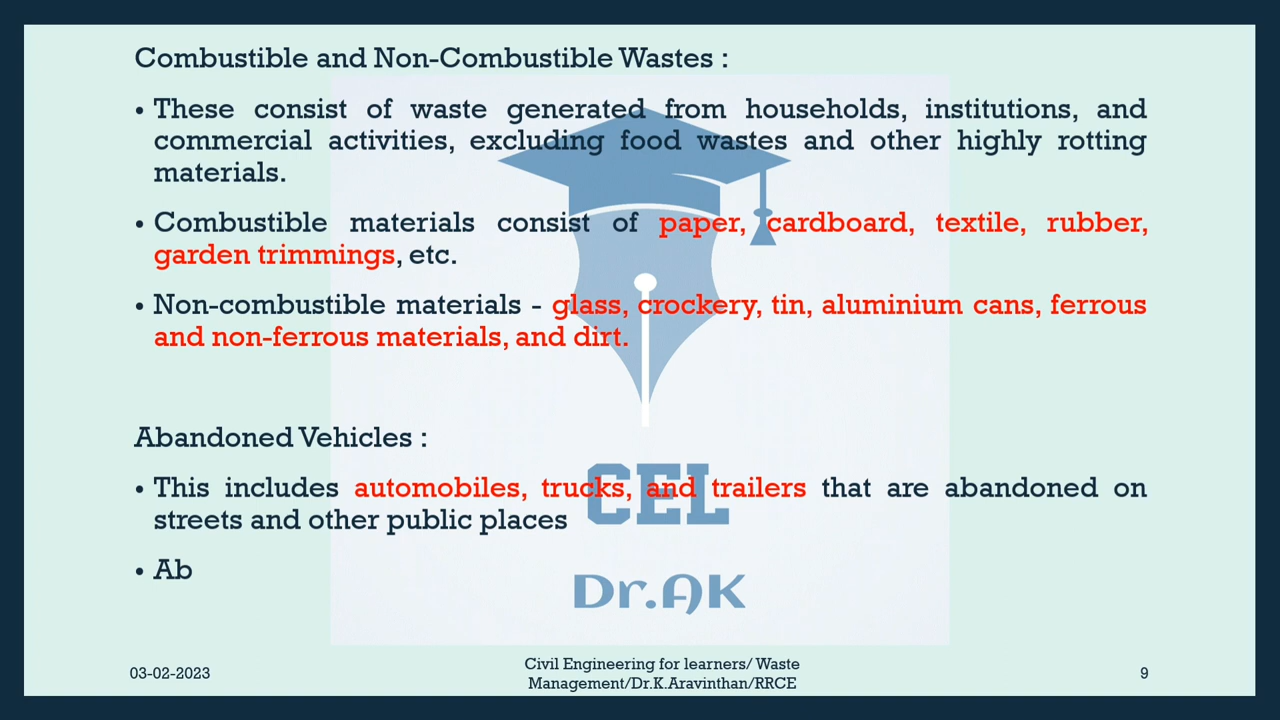 Combustible and Non-Combustible Wastes :
• These consist of waste generated from households, institutions, and
commercial activities, excluding food wastes and other highly rotting
materials.
• Combustible materials consist of paper, cardboard, textile, rubber,
garden trimmings, etc.
• Non-combustible materials - glass, crockery, tin, aluminium cans, ferrous
and non-ferrous materials, and dirt.
Abandoned Vehicles :
• This includes automobiles, trucks, and trailers that are abandoned on
streets and other public places
• Ab
CEL
Dr.AK
03-02-2023
Civil Engineering for learners/ Waste
Management/Dr.K.Aravinthan/RRCE
9